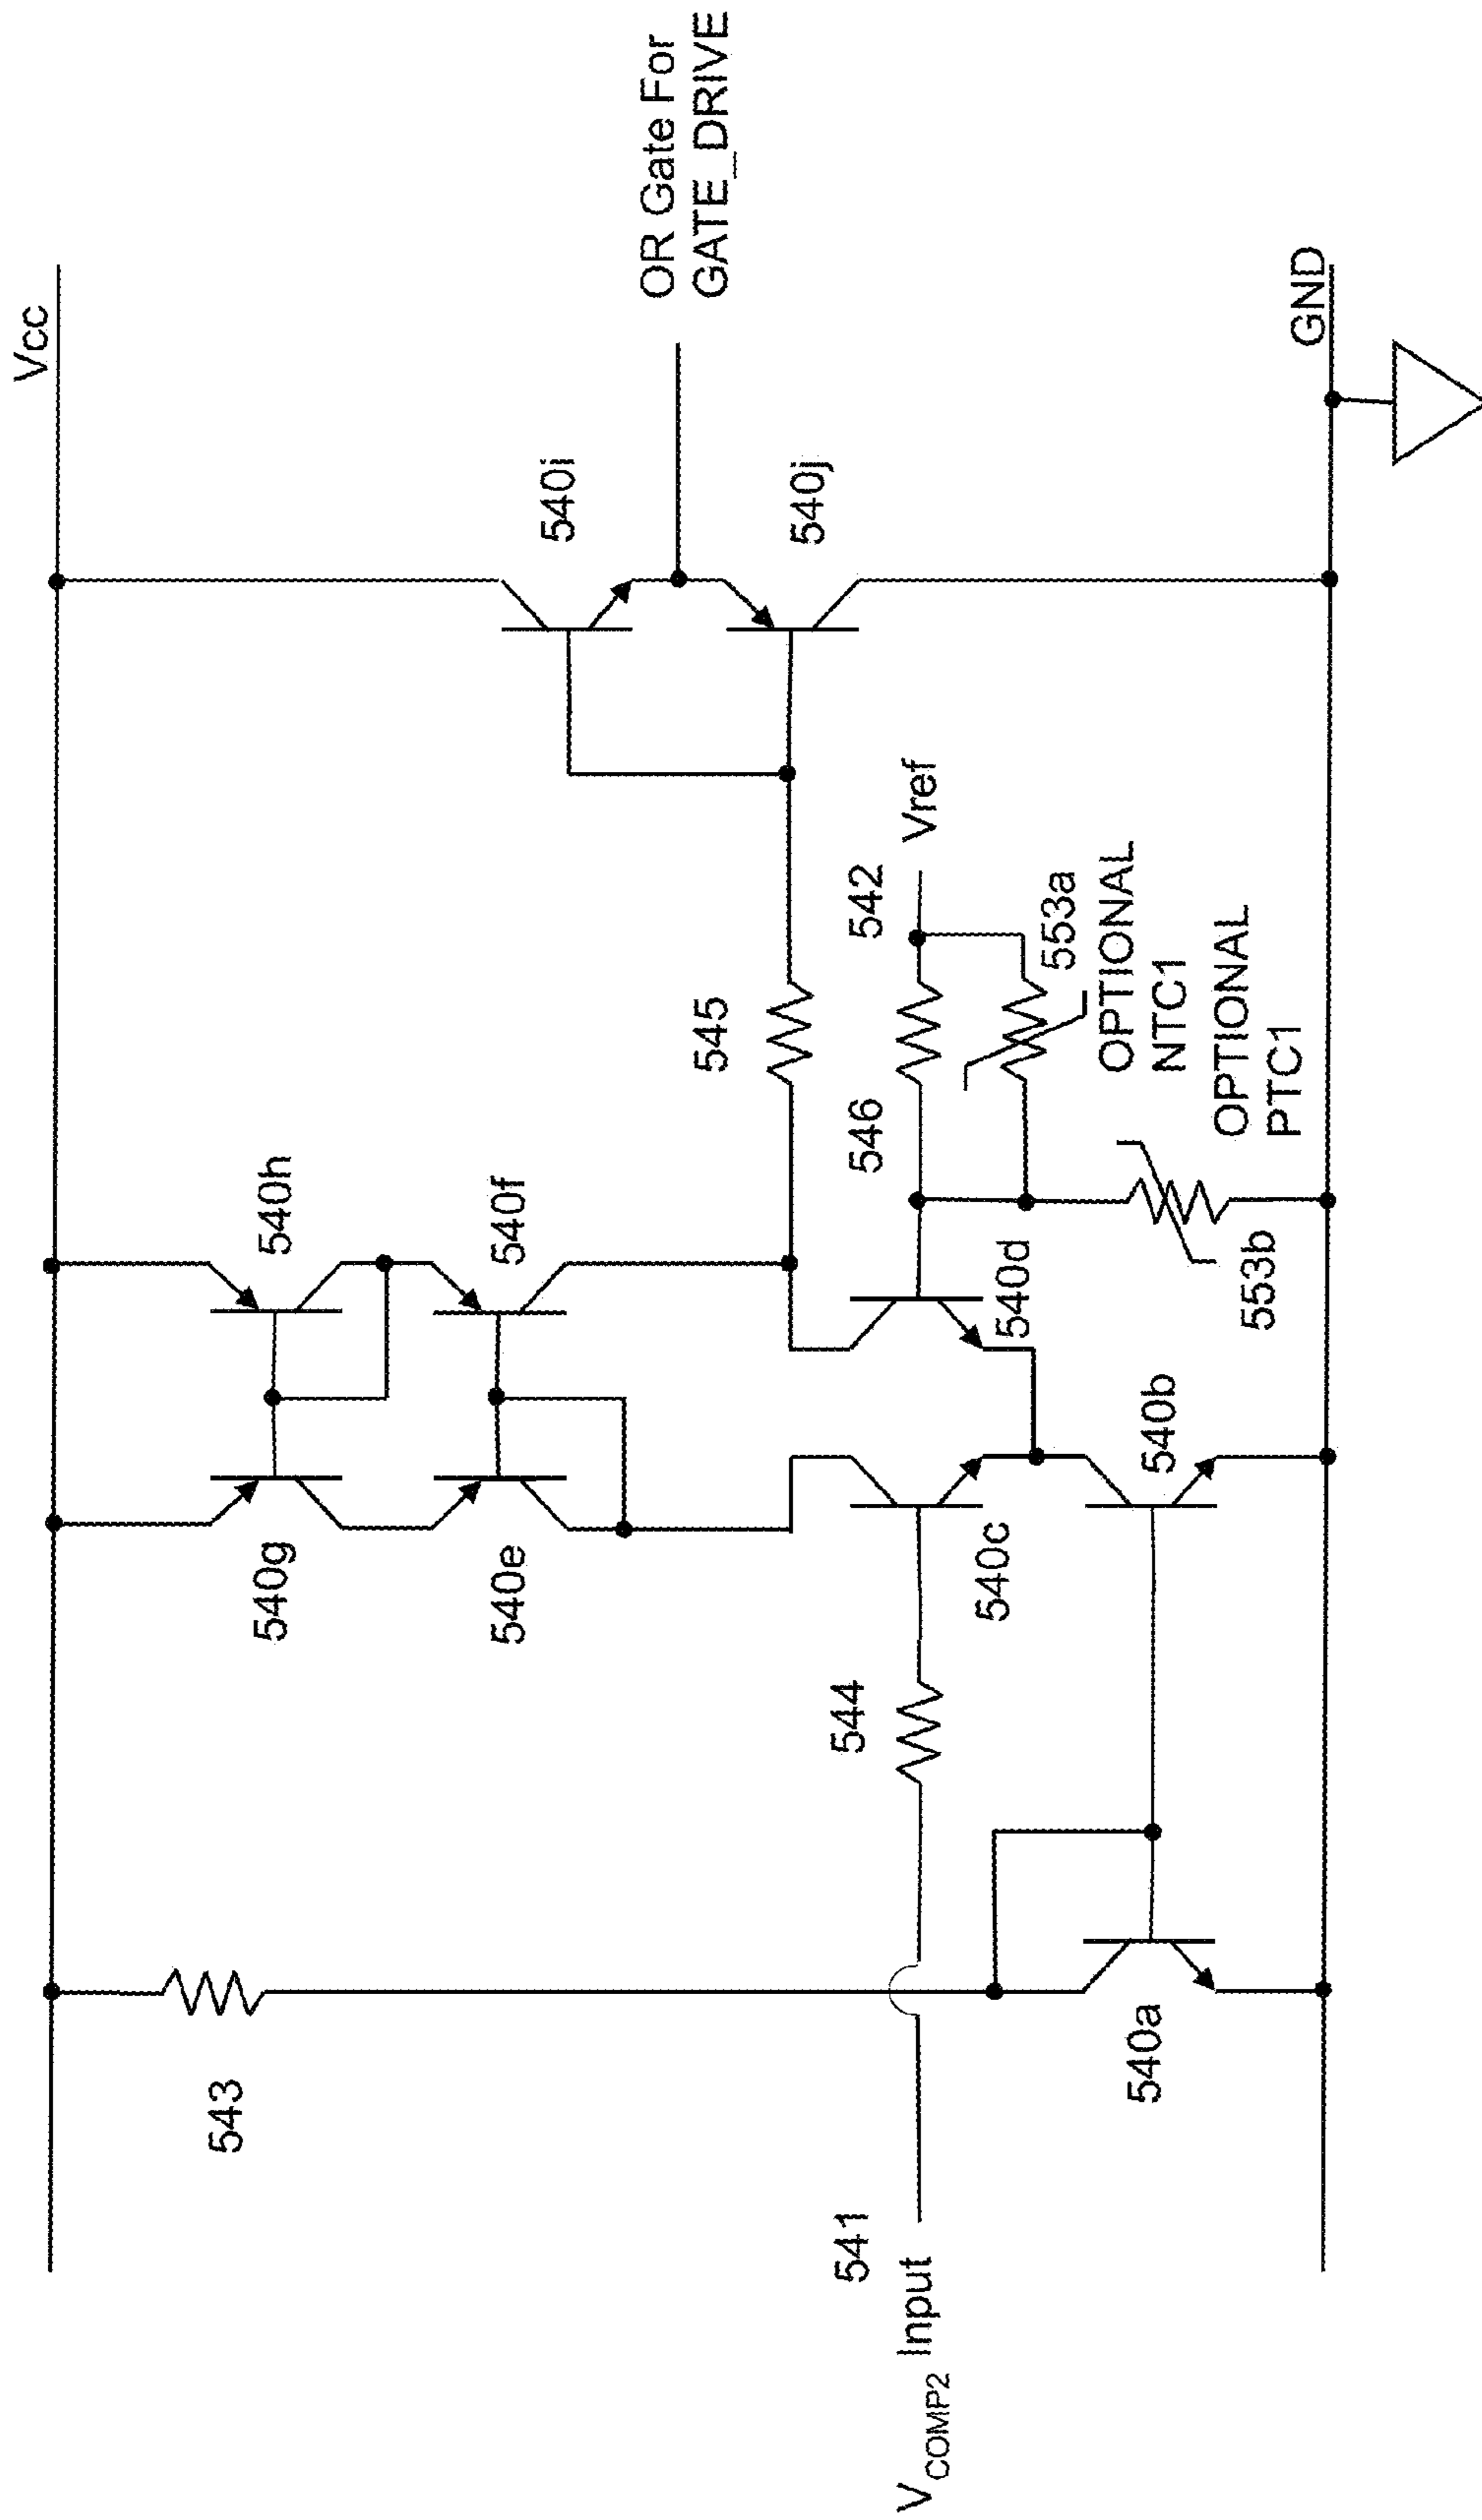 Vcc
543
540g
540h
540e
540f
540i
OR Gate For
GATE_DRIVE
540j
545
541
VCOMP2 Input
544
540c
540d
546
542
Vref
553a
OPTIONAL
NTC1
OPTIONAL
PTC1
553b
540a
540b
GND